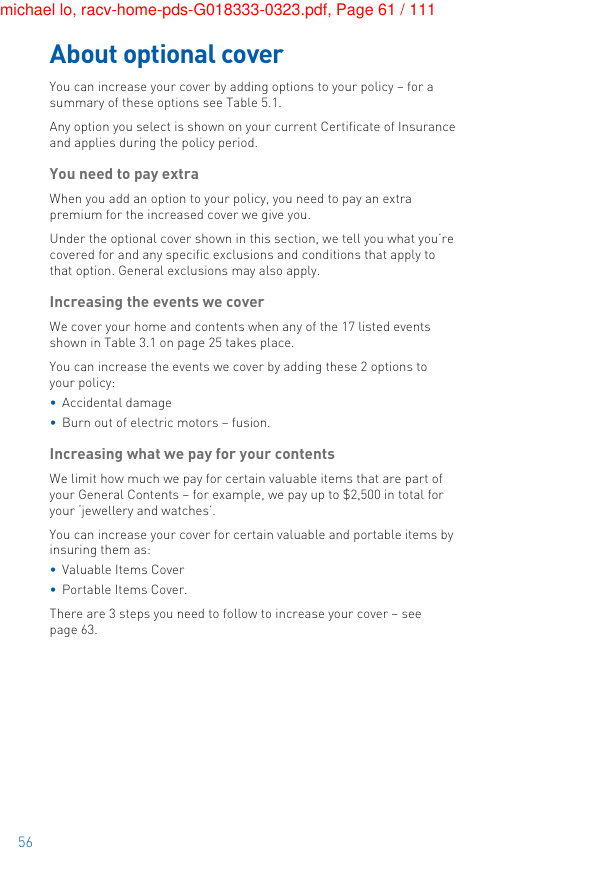 michael lo, racv-home-pds-G018333-0323.pdf, Page 61 / 111
About optional cover
You can increase your cover by adding options to your policy – for a
summary of these options see Table 5.1.
Any option you select is shown on your current Certificate of Insurance
and applies during the policy period.
You need to pay extra
When you add an option to your policy, you need to pay an extra
premium for the increased cover we give you.
Under the optional cover shown in this section, we tell you what you're
covered for and any specific exclusions and conditions that apply to
that option. General exclusions may also apply.
Increasing the events we cover
We cover your home and contents when any of the 17 listed events
shown in Table 3.1 on page 25 takes place.
You can increase the events we cover by adding these 2 options to
your policy:
• Accidental damage
• Burn out of electric motors – fusion.
Increasing what we pay for your contents
We limit how much we pay for certain valuable items that are part of
your General Contents – for example, we pay up to $2,500 in total for
your 'jewellery and watches'.
You can increase your cover for certain valuable and portable items by
insuring them as:
• Valuable Items Cover
• Portable Items Cover.
There are 3 steps you need to follow to increase your cover – see
page 63.
56